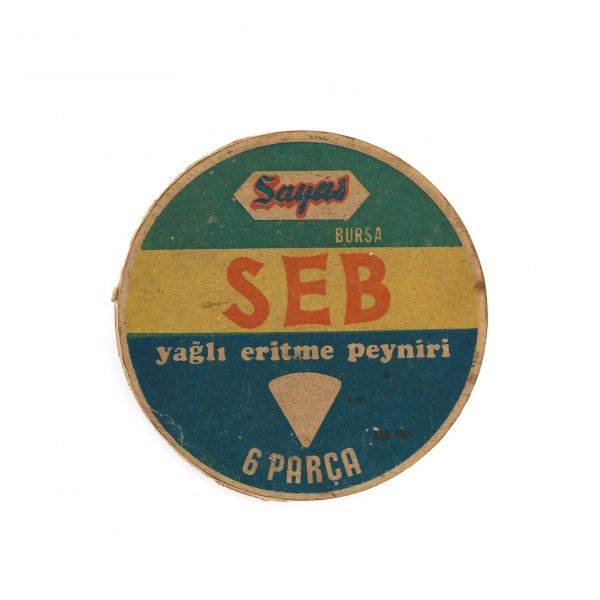 Sayas
BURSA
SEB
yağlı eritme peyniri
6 PARÇA